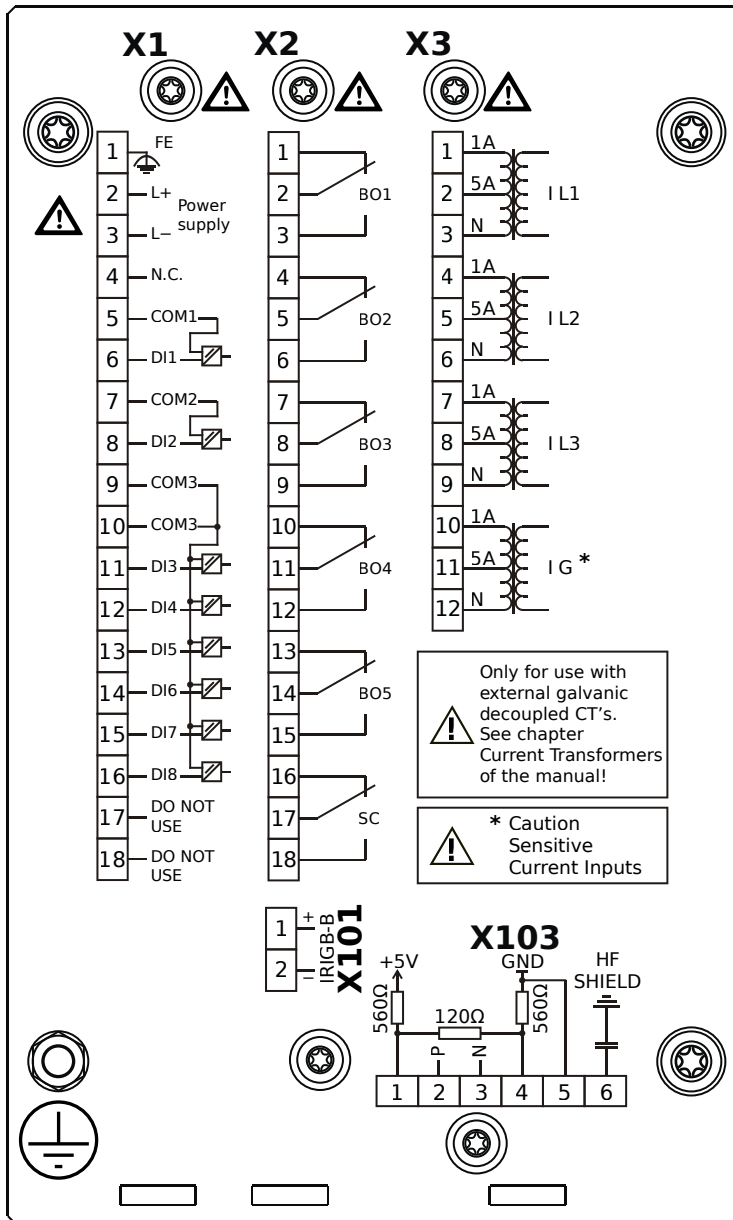 X1 X2 X3
1 FE
2 L+
Power
supply
3 L−
4 N.C.
5 COM1
6 DI1
7 COM2
8 DI2
9 COM3
10 COM3
11 DI3
12 DI4
13 DI5
14 DI6
15 DI7
16 DI8
17 DO NOT
USE
18 DO NOT
USE
1
2 BO1
3
4
5 BO2
6
7
8 BO3
9
10
11 BO4
12
13
14 BO5
15
16
17 SC
18
1 1A
2 5A I L1
3 N
4 1A
5 5A I L2
6 N
7 1A
8 5A I L3
9 N
10 1A
11 5A I G *
12 N
! Only for use with
external galvanic
decoupled CT's.
See chapter
Current Transformers
of the manual!
! * Caution
Sensitive
Current Inputs
1 +
2 −
IRIGB-B
X101
X103
+5V GND HF
SHIELD
560Ω 120Ω 560Ω
P N
1 2 3 4 5 6